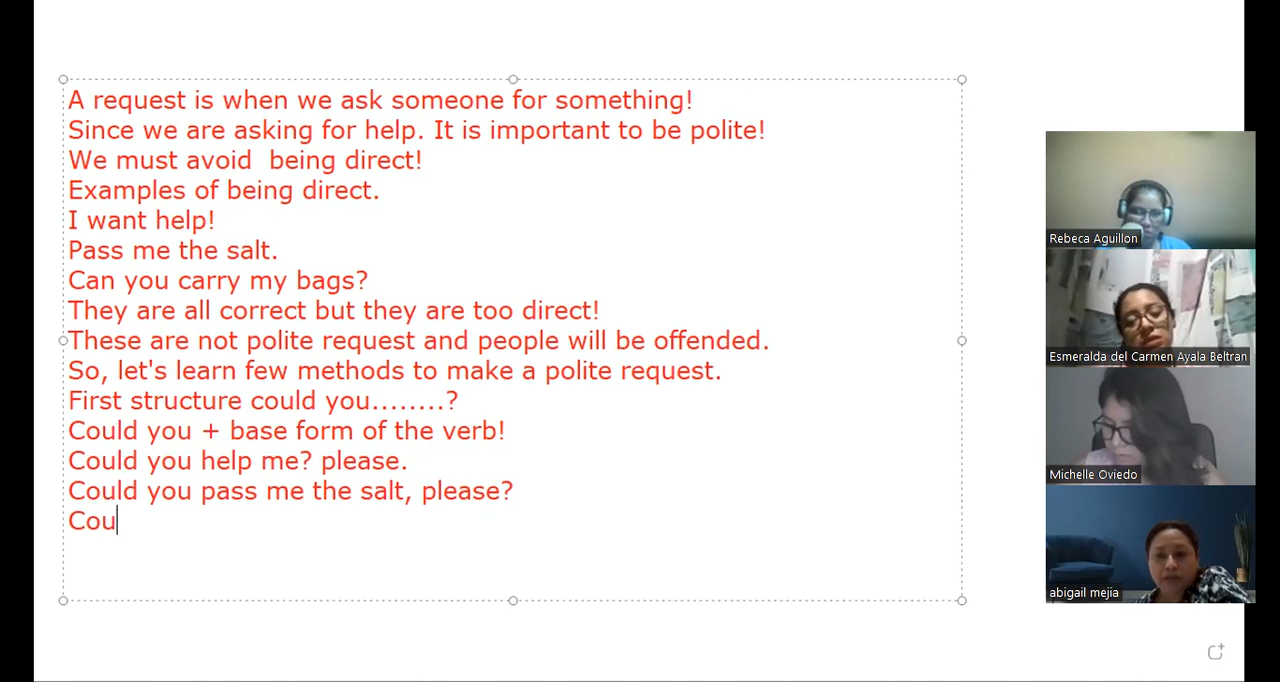 A request is when we ask someone for something!
Since we are asking for help. It is important to be polite!
We must avoid  being direct!
Examples of being direct.
I want help!
Pass me the salt.
Can you carry my bags?
They are all correct but they are too direct!
These are not polite request and people will be offended.
So, let's learn few methods to make a polite request.
First structure could you........?
Could you + base form of the verb!
Could you help me? please.
Could you pass me the salt, please?
Cou
Rebeca Aguillon
Esmeralda del Carmen Ayala Beltran
Michelle Oviedo
abigail mejia